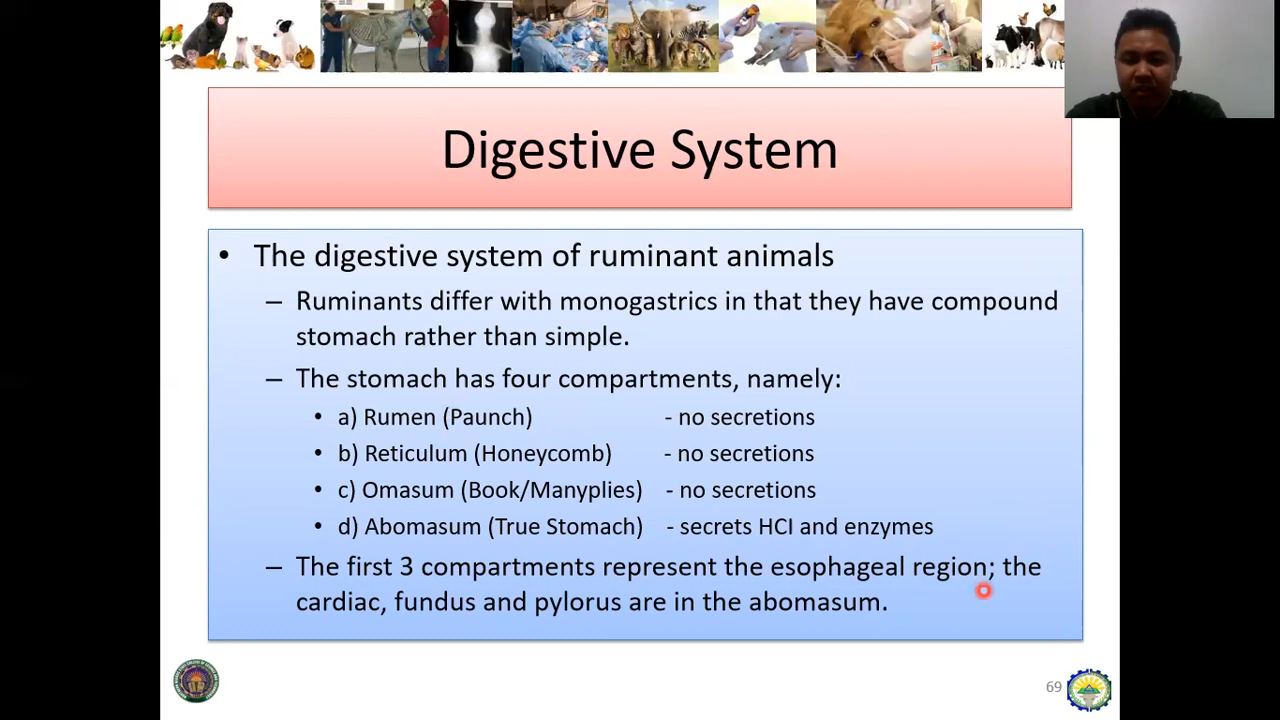 Digestive System
• The digestive system of ruminant animals
– Ruminants differ with monogastrics in that they have compound
stomach rather than simple.
– The stomach has four compartments, namely:
• a) Rumen (Paunch) - no secretions
• b) Reticulum (Honeycomb) - no secretions
• c) Omasum (Book/Manyplies) - no secretions
• d) Abomasum (True Stomach) - secrets HCI and enzymes
– The first 3 compartments represent the esophageal region; the
cardiac, fundus and pylorus are in the abomasum.
69